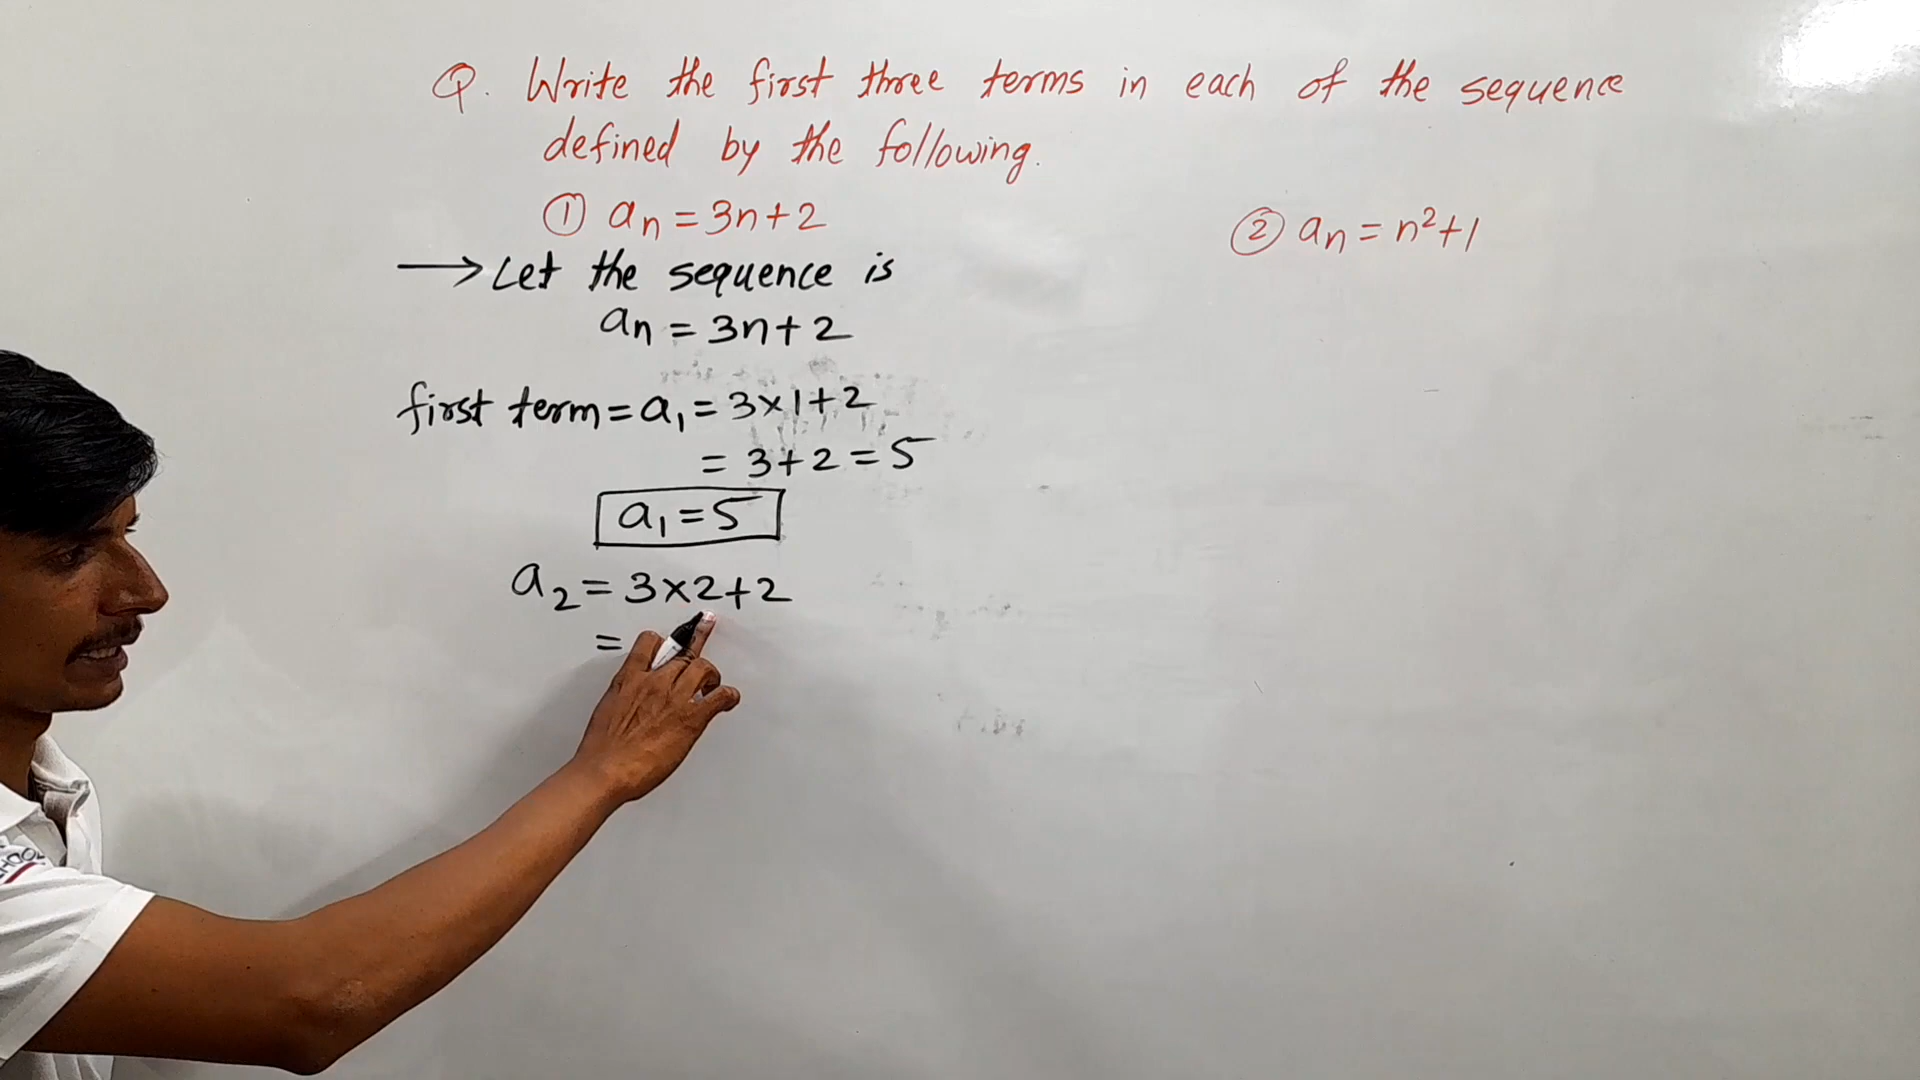 Q. Write the first three terms in each of the sequence
defined by the following.
① aₙ = 3n+2
② aₙ = n²+1
→ Let the sequence is
aₙ = 3n+2
first term = a₁ = 3×1+2
= 3+2 = 5
a₁ = 5
a₂ = 3×2+2
=